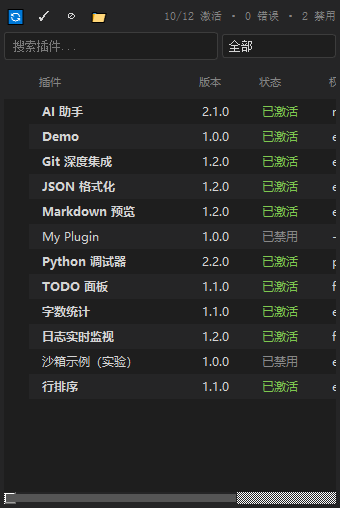 10/12 激活 · 0 错误 · 2 禁用
搜索插件... 全部
插件 版本 状态
AI 助手 2.1.0 已激活
Demo 1.0.0 已激活
Git 深度集成 1.2.0 已激活
JSON 格式化 1.2.0 已激活
Markdown 预览 1.2.0 已激活
My Plugin 1.0.0 已禁用 -
Python 调试器 2.2.0 已激活
TODO 面板 1.1.0 已激活
字数统计 1.1.0 已激活
日志实时监视 1.2.0 已激活
沙箱示例（实验） 1.0.0 已禁用
行排序 1.1.0 已激活